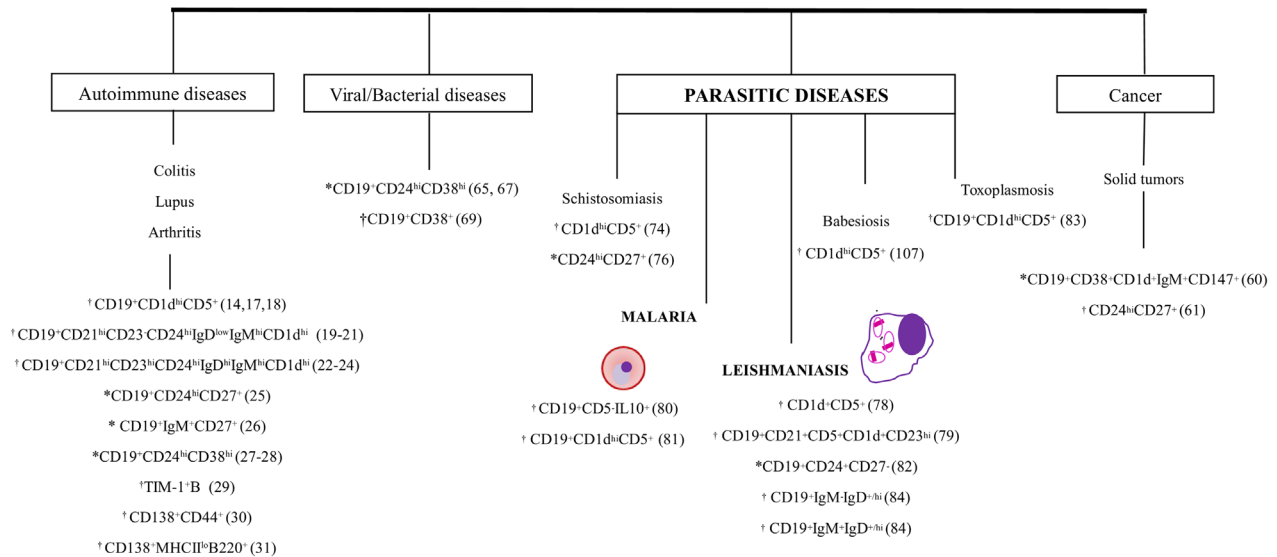 Autoimmune diseases
Colitis
Lupus
Arthritis
†CD19⁺CD1dʰⁱCD5⁺ (14,17,18)
†CD19⁺CD21ʰⁱCD23⁻CD24ʰⁱIgDˡᵒʷIgMʰⁱCD1dʰⁱ (19-21)
†CD19⁺CD21ʰⁱCD23ʰⁱCD24ʰⁱIgDʰⁱIgMʰⁱCD1dʰⁱ (22-24)
*CD19⁺CD24ʰⁱCD27⁺ (25)
* CD19⁺IgM⁺CD27⁺ (26)
*CD19⁺CD24ʰⁱCD38ʰⁱ (27-28)
†TIM-1⁺B (29)
†CD138⁺CD44⁺ (30)
†CD138⁺MHCIIˡᵒB220⁺ (31)
Viral/Bacterial diseases
*CD19⁺CD24ʰⁱCD38ʰⁱ (65, 67)
†CD19⁺CD38⁺ (69)
PARASITIC DISEASES
Schistosomiasis
†CD1dʰⁱCD5⁺ (74)
*CD24ʰⁱCD27⁺ (76)
MALARIA
†CD19⁺CD5⁻IL10⁺ (80)
†CD19⁺CD1dʰⁱCD5⁺ (81)
LEISHMANIASIS
†CD1d⁺CD5⁺ (78)
†CD19⁺CD21⁺CD5⁺CD1d⁺CD23ʰⁱ (79)
*CD19⁺CD24⁺CD27⁻ (82)
†CD19⁺IgM⁻IgD⁺/ʰⁱ (84)
†CD19⁺IgM⁺IgD⁺/ʰⁱ (84)
Babesiosis
†CD1dʰⁱCD5⁺ (107)
Toxoplasmosis
†CD19⁺CD1dʰⁱCD5⁺ (83)
Cancer
Solid tumors
*CD19⁺CD38⁺CD1d⁺IgM⁺CD147⁺ (60)
†CD24ʰⁱCD27⁺ (61)